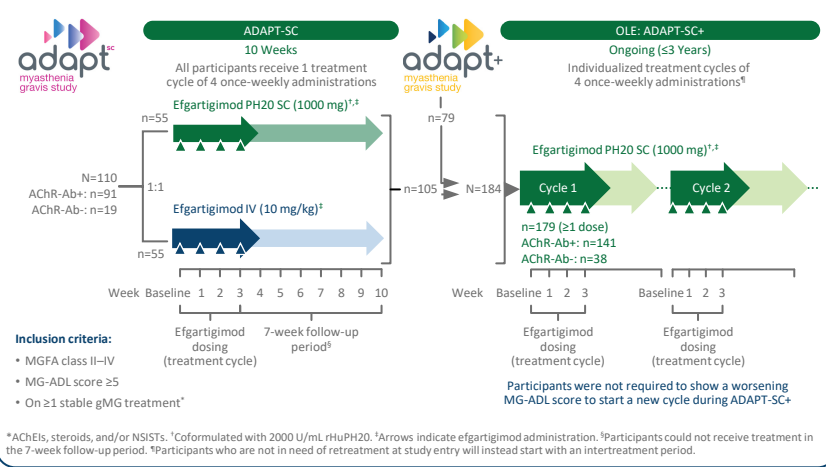 adapt SC
myasthenia
gravis study
ADAPT-SC
10 Weeks
All participants receive 1 treatment
cycle of 4 once-weekly administrations
adapt+
myasthenia
gravis study
OLE: ADAPT-SC+
Ongoing (≤3 Years)
Individualized treatment cycles of
4 once-weekly administrations¶
N=110
AChR-Ab+: n=91
AChR-Ab-: n=19
1:1
n=55
Efgartigimod PH20 SC (1000 mg)†,‡
Efgartigimod IV (10 mg/kg)‡
n=55
n=105
n=79
N=184
Efgartigimod PH20 SC (1000 mg)†,‡
Cycle 1
Cycle 2
n=179 (≥1 dose)
AChR-Ab+: n=141
AChR-Ab-: n=38
Week Baseline 1 2 3 4 5 6 7 8 9 10
Efgartigimod
dosing
(treatment cycle)
7-week follow-up
period§
Week Baseline 1 2 3 Baseline 1 2 3
Efgartigimod
dosing
(treatment cycle)
Efgartigimod
dosing
(treatment cycle)
Inclusion criteria:
• MGFA class II–IV
• MG-ADL score ≥5
• On ≥1 stable gMG treatment*
Participants were not required to show a worsening
MG-ADL score to start a new cycle during ADAPT-SC+
*AChEIs, steroids, and/or NSISTs. †Coformulated with 2000 U/mL rHuPH20. ‡Arrows indicate efgartigimod administration. §Participants could not receive treatment in
the 7-week follow-up period. ¶Participants who are not in need of retreatment at study entry will instead start with an intertreatment period.